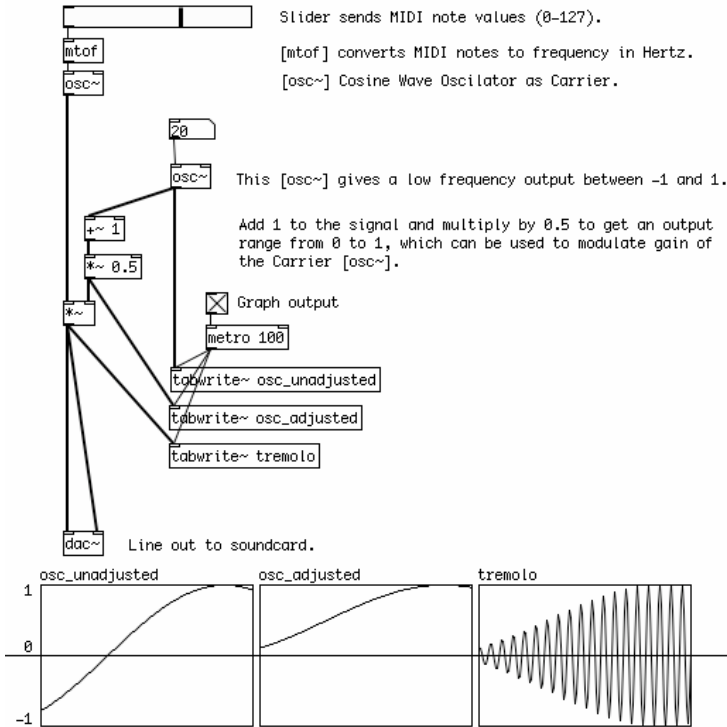 Slider sends MIDI note values (0-127).
mtof
[mtof] converts MIDI notes to frequency in Hertz.
osc~
[osc~] Cosine Wave Oscilator as Carrier.
20
osc~
This [osc~] gives a low frequency output between -1 and 1.
+~ 1
Add 1 to the signal and multiply by 0.5 to get an output
range from 0 to 1, which can be used to modulate gain of
the Carrier [osc~].
*~ 0.5
*~
Graph output
metro 100
tabwrite~ osc_unadjusted
tabwrite~ osc_adjusted
tabwrite~ tremolo
dac~
Line out to soundcard.
osc_unadjusted
osc_adjusted
tremolo
1
0
-1